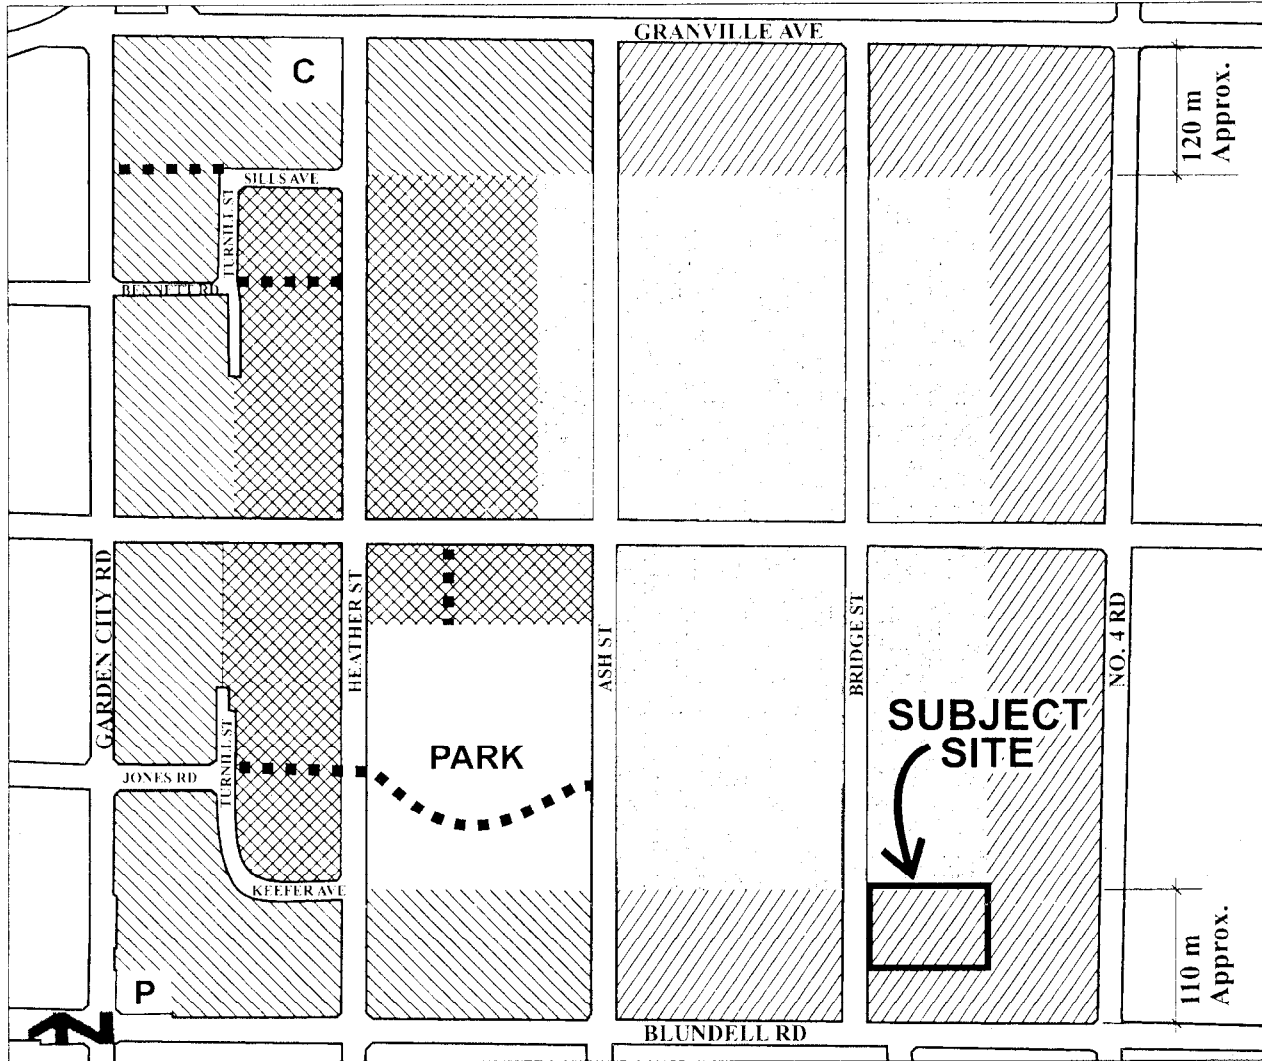 GRANVILLE AVE
C
120 m
Approx.
SILLS AVE
TURNILL ST
BENNETT RD
GARDEN CITY RD
HEATHER ST
ASH ST
BRIDGE ST
NO. 4 RD
SUBJECT
SITE
PARK
JONES RD
TURNILL ST
KEEFER AVE
110 m
Approx.
P
N
BLUNDELL RD